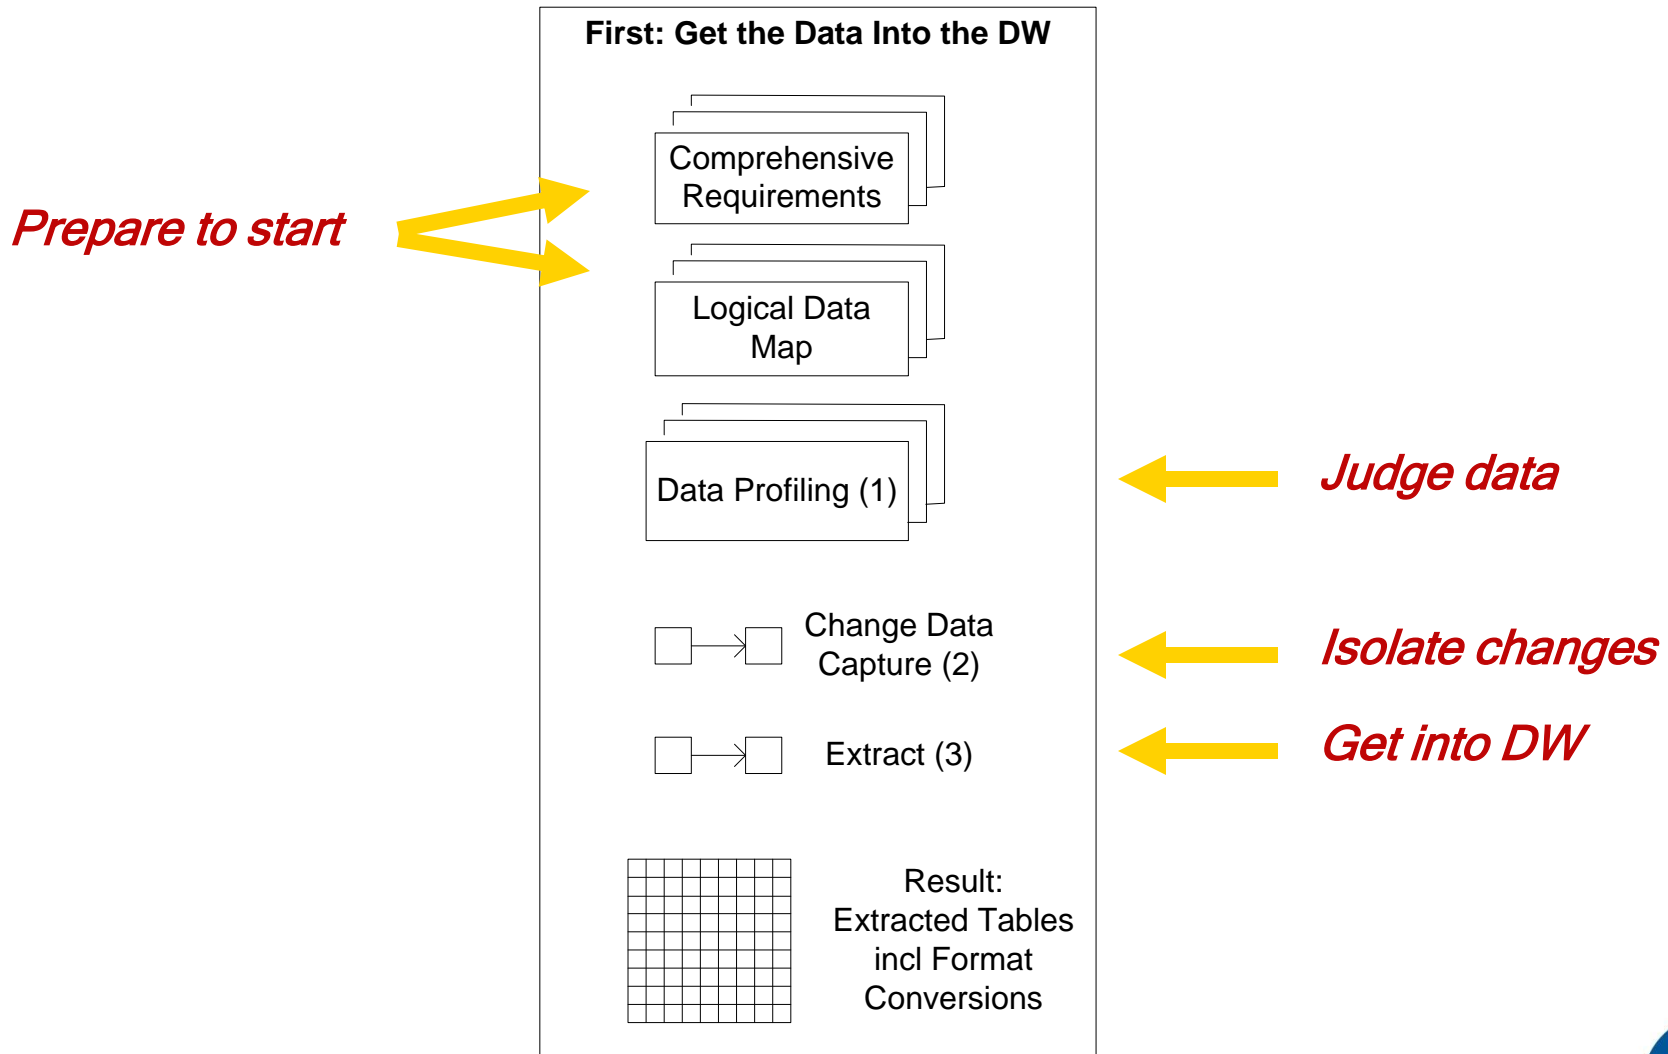 First: Get the Data Into the DW
Comprehensive
Requirements
Prepare to start
Logical Data
Map
Data Profiling (1)
Judge data
Change Data
Capture (2)
Isolate changes
Extract (3)
Get into DW
Result:
Extracted Tables
incl Format
Conversions